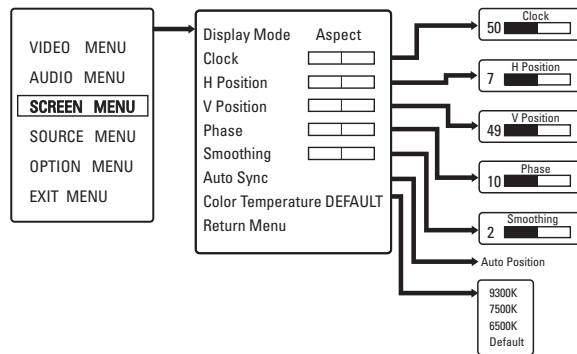 VIDEO MENU
AUDIO MENU
SCREEN MENU
SOURCE MENU
OPTION MENU
EXIT MENU
Display Mode Aspect
Clock
H Position
V Position
Phase
Smoothing
Auto Sync
Color Temperature DEFAULT
Return Menu
Clock
50
H Position
7
V Position
49
Phase
10
Smoothing
2
Auto Position
9300K
7500K
6500K
Default